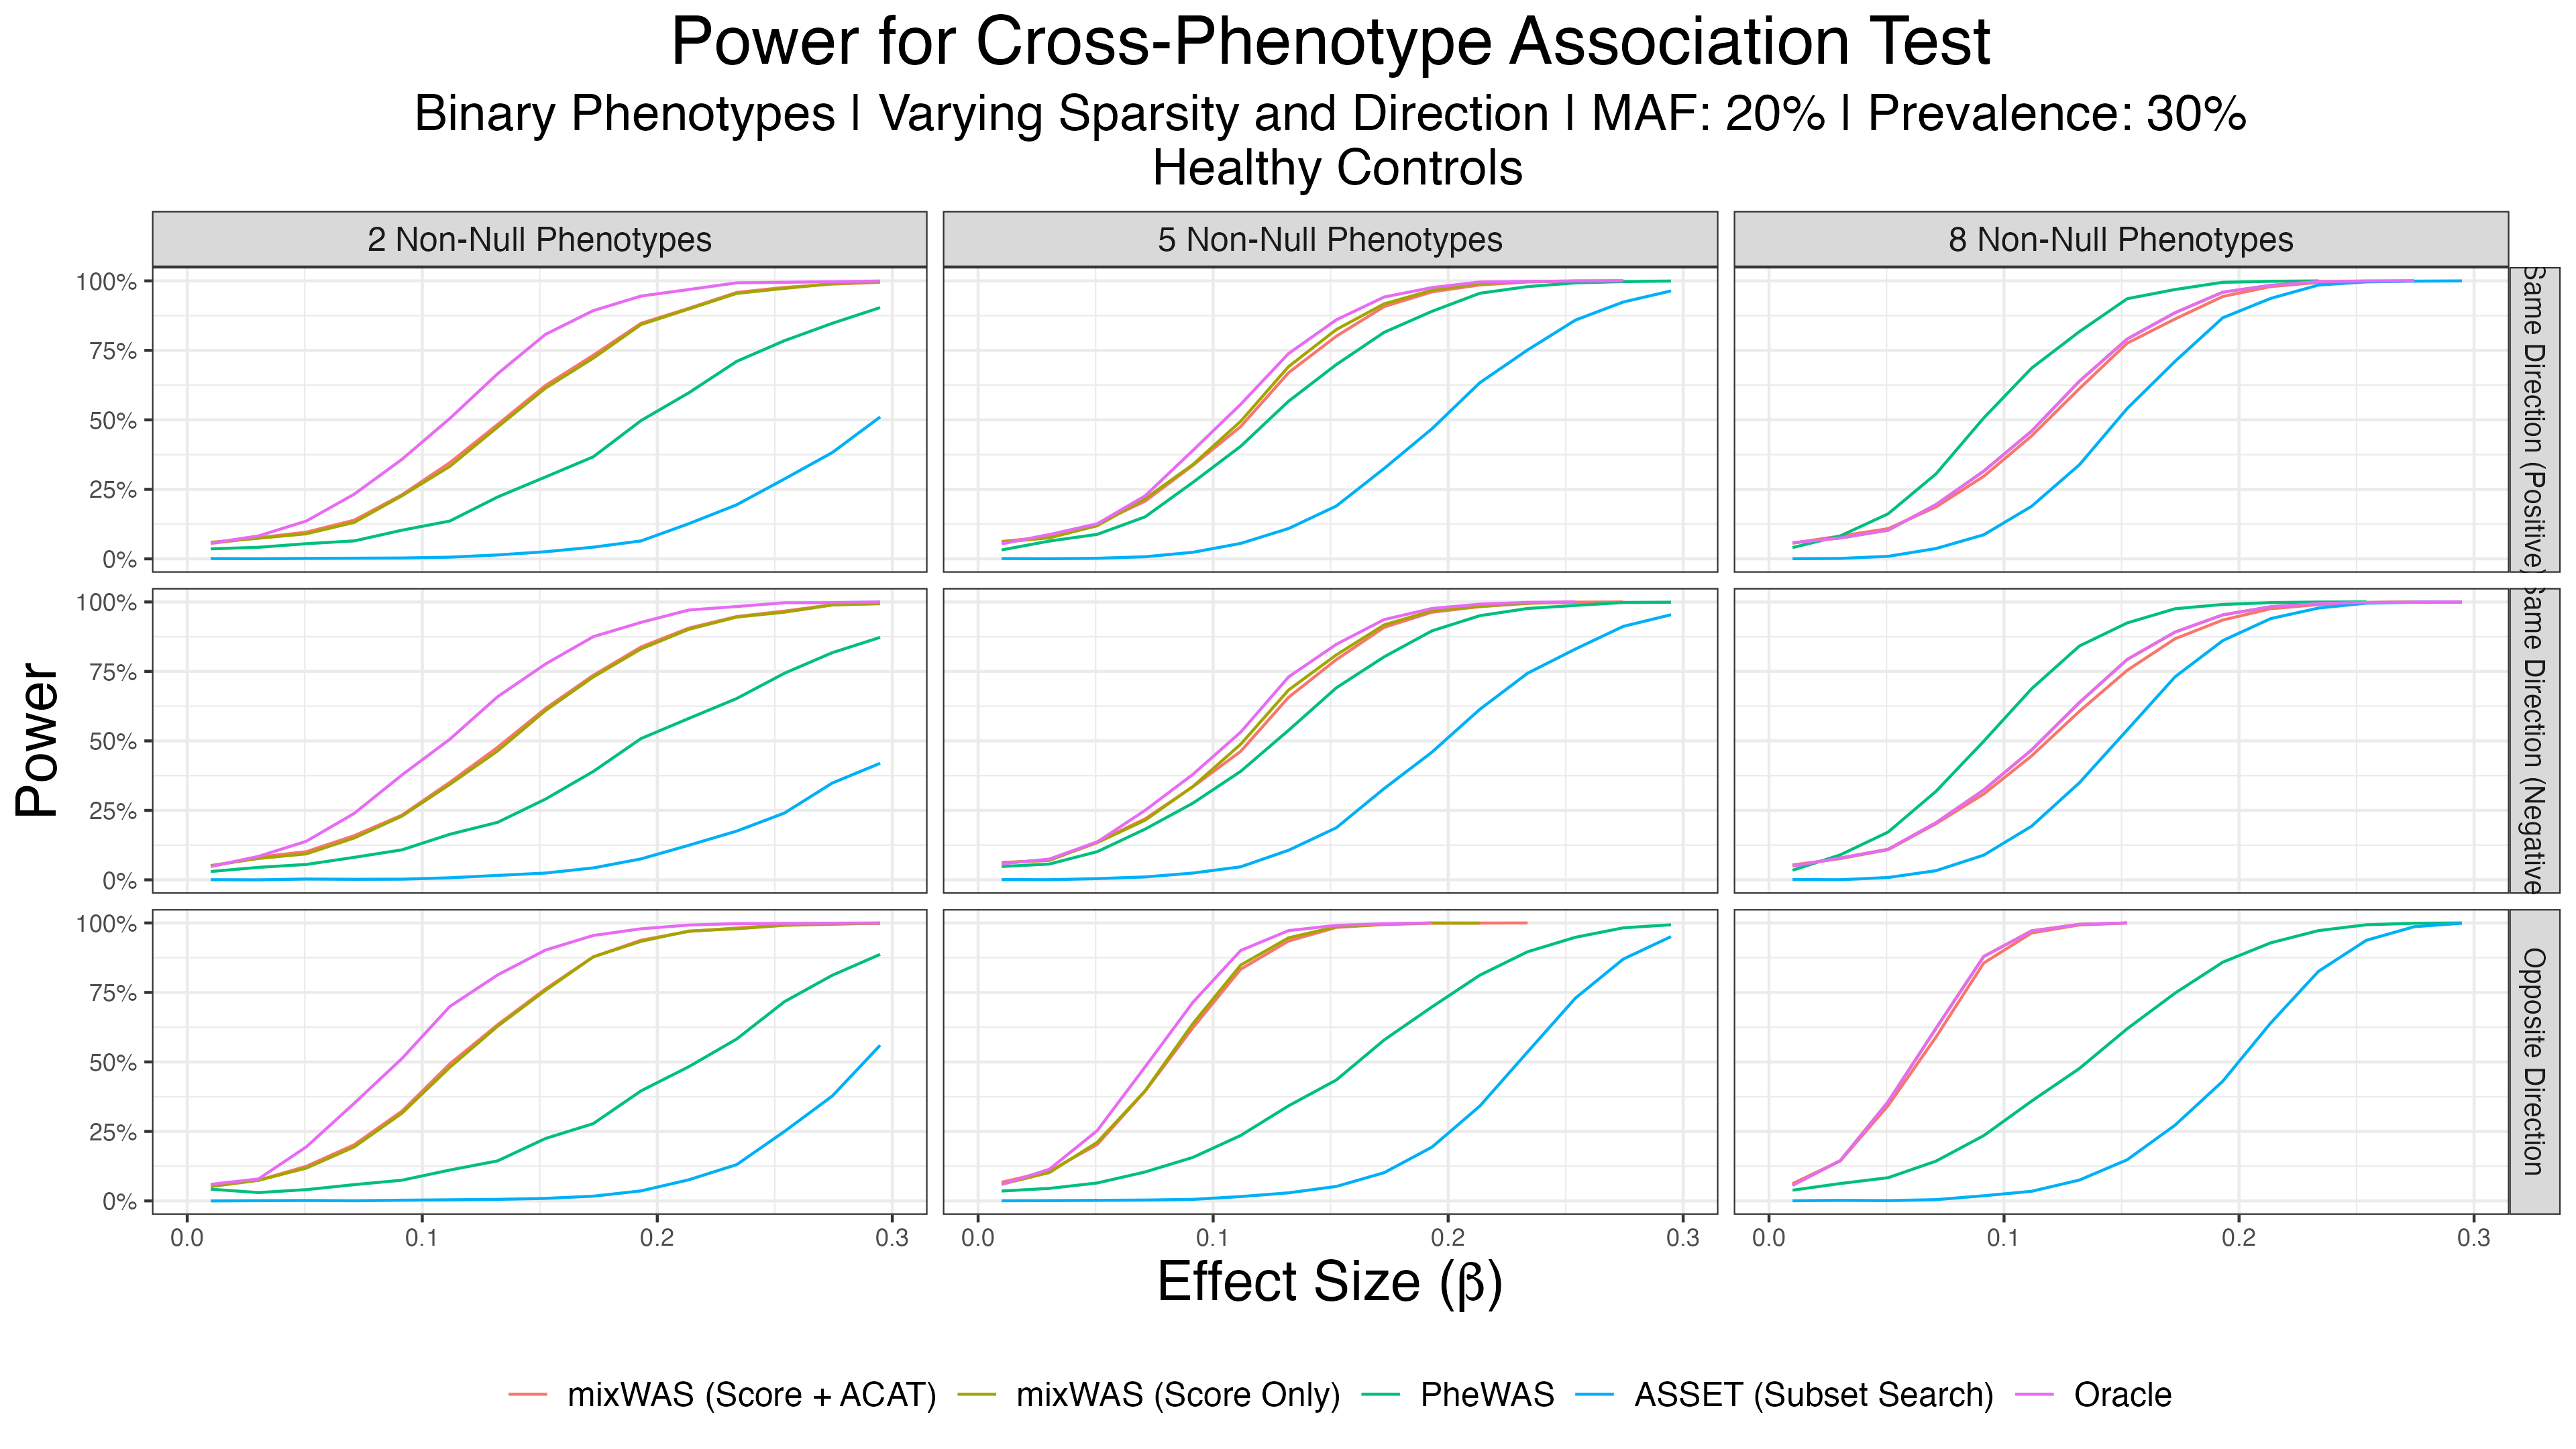 Power for Cross-Phenotype Association Test
Binary Phenotypes | Varying Sparsity and Direction | MAF: 20% | Prevalence: 30%
Healthy Controls
2 Non-Null Phenotypes
5 Non-Null Phenotypes
8 Non-Null Phenotypes
100%
75%
50%
25%
0%
Same Direction (Positive)
100%
75%
50%
25%
0%
Same Direction (Negative
100%
75%
50%
25%
0%
Opposite Direction
Power
0.0 0.1 0.2 0.3
0.0 0.1 0.2 0.3
0.0 0.1 0.2 0.3
Effect Size (β)
mixWAS (Score + ACAT) mixWAS (Score Only) PheWAS ASSET (Subset Search) Oracle